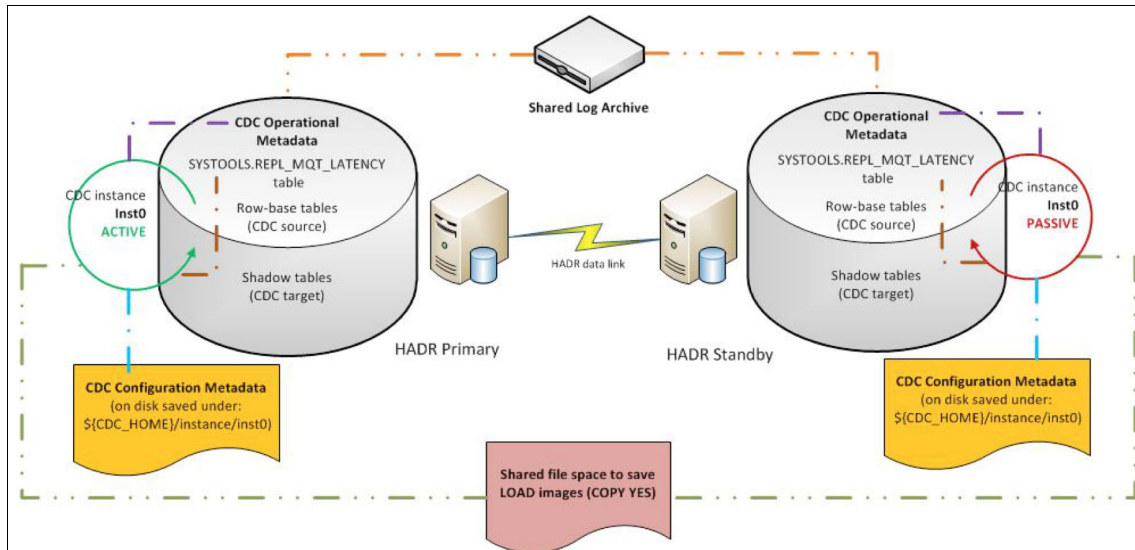 Shared Log Archive
CDC Operational
Metadata
SYSTOOLS.REPL_MQT_LATENCY
table
Row-base tables
(CDC source)
Shadow tables
(CDC target)
CDC instance
Inst0
ACTIVE
HADR Primary
HADR data link
HADR Standby
CDC Operational
Metadata
SYSTOOLS.REPL_MQT_LATENCY
table
Row-base tables
(CDC source)
Shadow tables
(CDC target)
CDC instance
Inst0
PASSIVE
CDC Configuration Metadata
(on disk saved under:
${CDC_HOME}/instance/inst0)
CDC Configuration Metadata
(on disk saved under:
${CDC_HOME}/instance/inst0)
Shared file space to save
LOAD images (COPY YES)